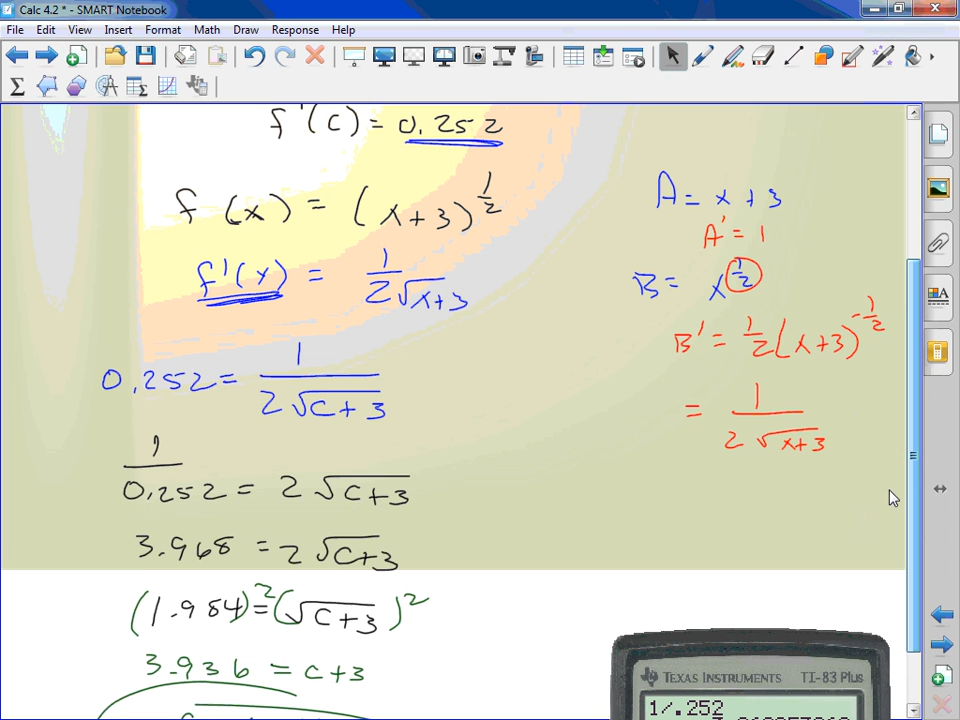 Calc 4.2 * - SMART Notebook
File Edit View Insert Format Math Draw Response Help
f'(c) = 0.252
f(x) = (x+3)^{1/2}
f'(x) = 1/(2√(x+3))
0.252 = 1/(2√(c+3))
1/0.252 = 2√(c+3)
3.968 = 2√(c+3)
(1.984)² = (√(c+3))²
3.936 = c+3
A = x + 3
A' = 1
B = x^{1/2}
B' = 1/2(x+3)^{-1/2}
= 1/(2√(x+3))
TEXAS INSTRUMENTS TI-83 Plus
1/.252